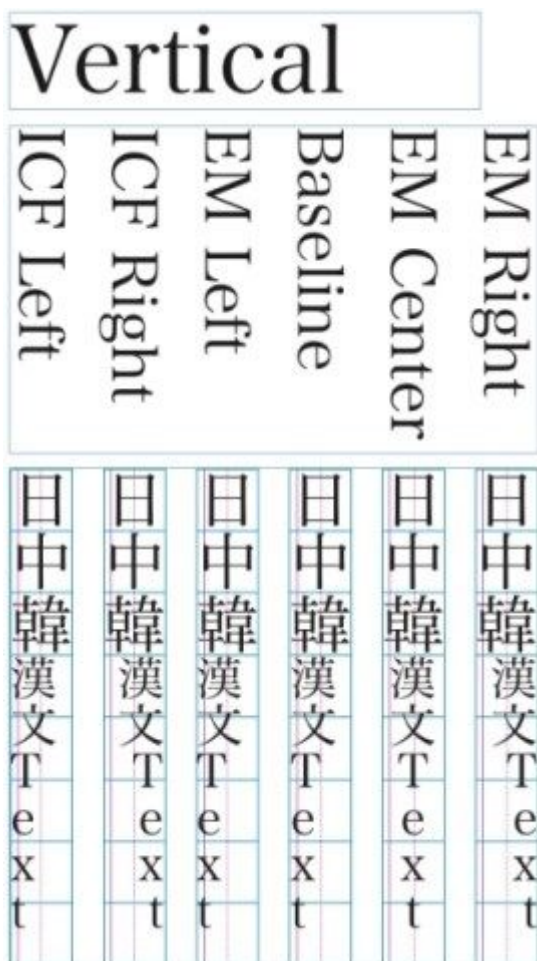 Vertical
ICF Left
ICF Right
EM Left
Baseline
EM Center
EM Right
日中韓漢文Text
日中韓漢文Text
日中韓漢文Text
日中韓漢文Text
日中韓漢文Text
日中韓漢文Text